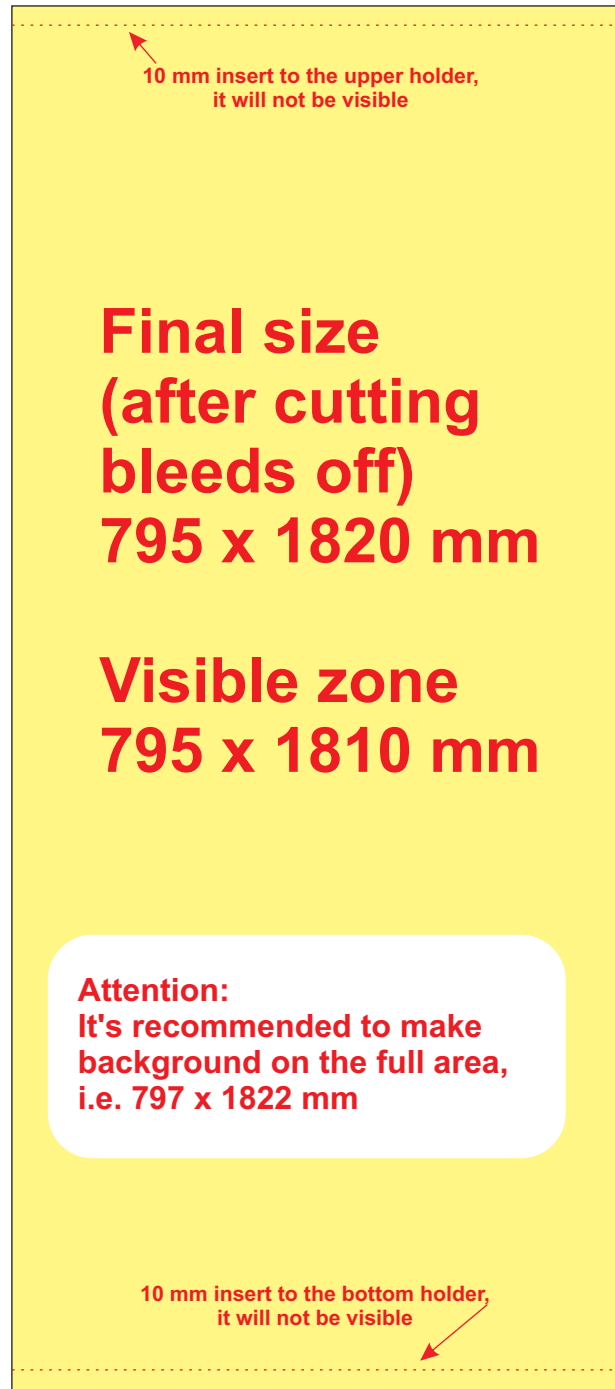 10 mm insert to the upper holder,
it will not be visible
Final size
(after cutting
bleeds off)
795 x 1820 mm
Visible zone
795 x 1810 mm
Attention:
It's recommended to make
background on the full area,
i.e. 797 x 1822 mm
10 mm insert to the bottom holder,
it will not be visible